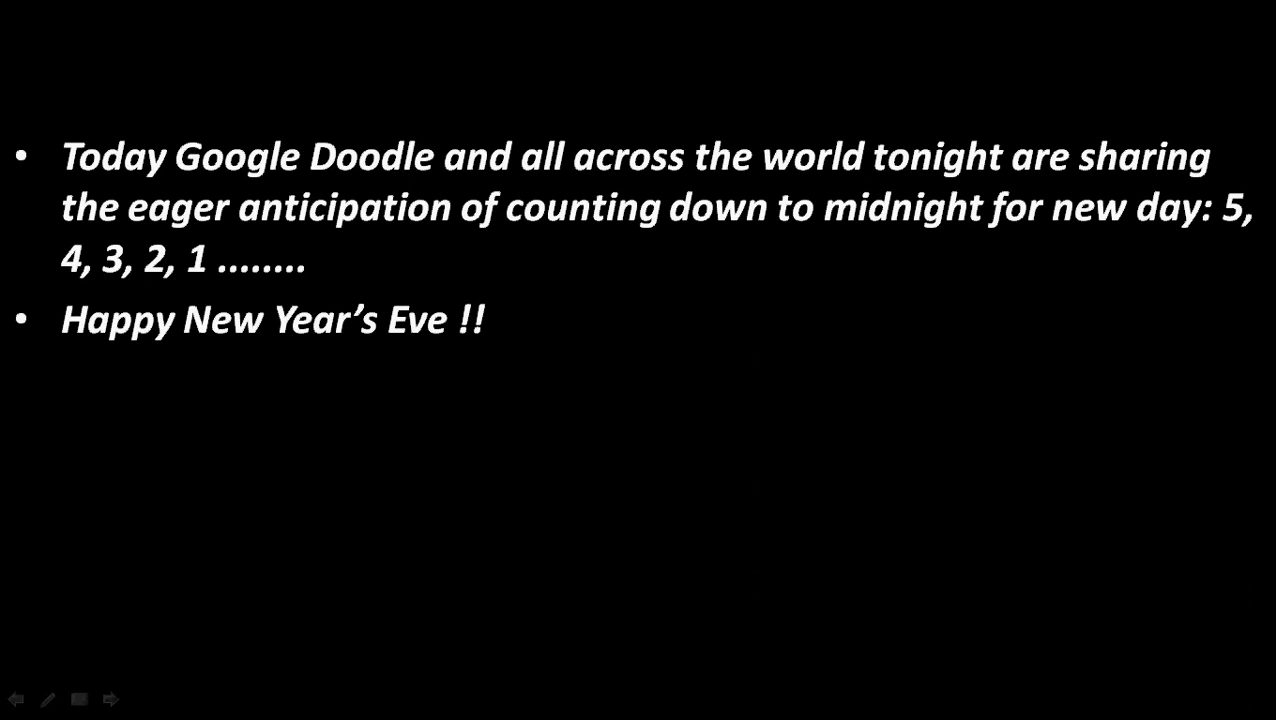 • Today Google Doodle and all across the world tonight are sharing
the eager anticipation of counting down to midnight for new day: 5,
4, 3, 2, 1 ........
• Happy New Year’s Eve !!